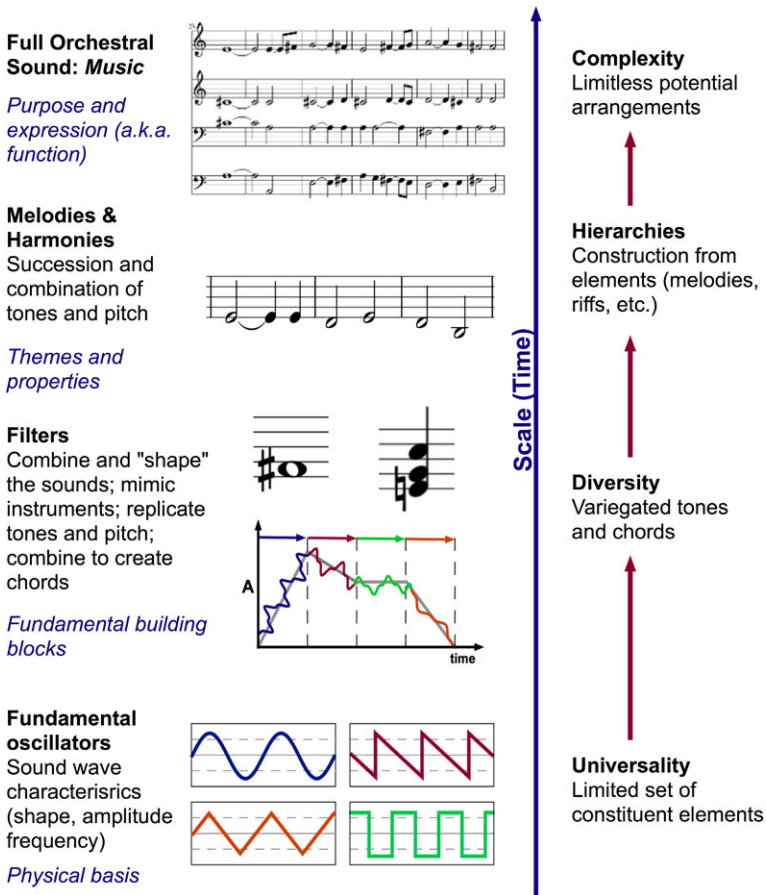 Full Orchestral
Sound: Music
Purpose and
expression (a.k.a.
function)
Melodies &
Harmonies
Succession and
combination of
tones and pitch
Themes and
properties
Filters
Combine and "shape"
the sounds; mimic
instruments; replicate
tones and pitch;
combine to create
chords
Fundamental building
blocks
A
time
Fundamental
oscillators
Sound wave
characterisrics
(shape, amplitude
frequency)
Physical basis
Scale (Time)
Complexity
Limitless potential
arrangements
Hierarchies
Construction from
elements (melodies,
riffs, etc.)
Diversity
Variegated tones
and chords
Universality
Limited set of
constituent elements